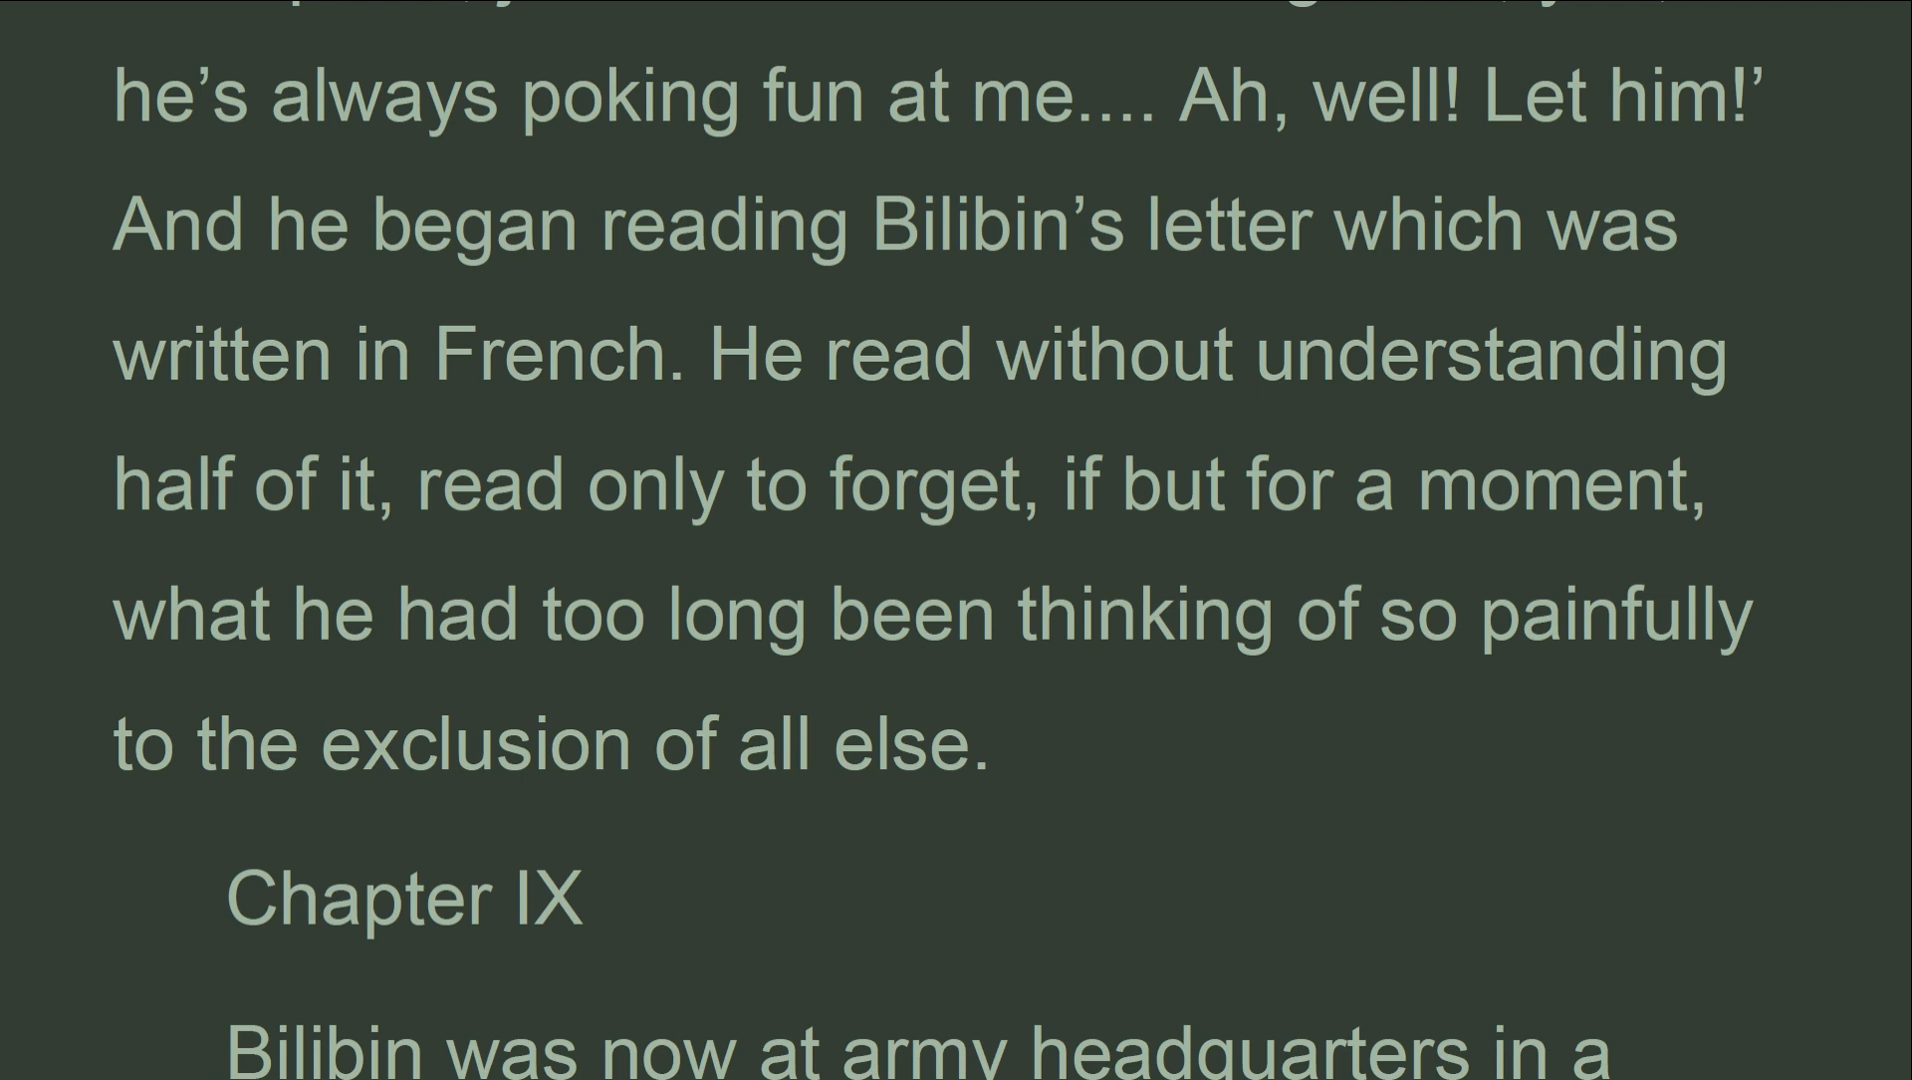 he’s always poking fun at me.... Ah, well! Let him!’
And he began reading Bilibin’s letter which was
written in French. He read without understanding
half of it, read only to forget, if but for a moment,
what he had too long been thinking of so painfully
to the exclusion of all else.
Chapter IX
Bilibin was now at army headquarters in a